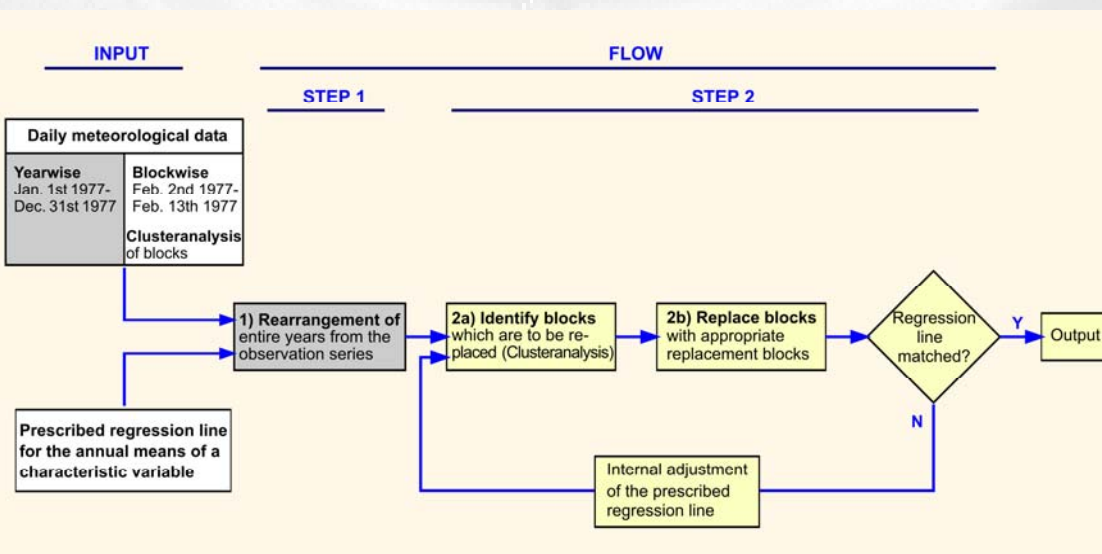 INPUT
FLOW
STEP 1
STEP 2
Daily meteorological data
Yearwise
Jan. 1st 1977-
Dec. 31st 1977
Blockwise
Feb. 2nd 1977-
Feb. 13th 1977
Clusteranalysis
of blocks
1) Rearrangement of
entire years from the
observation series
2a) Identify blocks
which are to be re-
placed (Clusteranalysis)
2b) Replace blocks
with appropriate
replacement blocks
Regression
line
matched?
Y
Output
N
Prescribed regression line
for the annual means of a
characteristic variable
Internal adjustment
of the prescribed
regression line